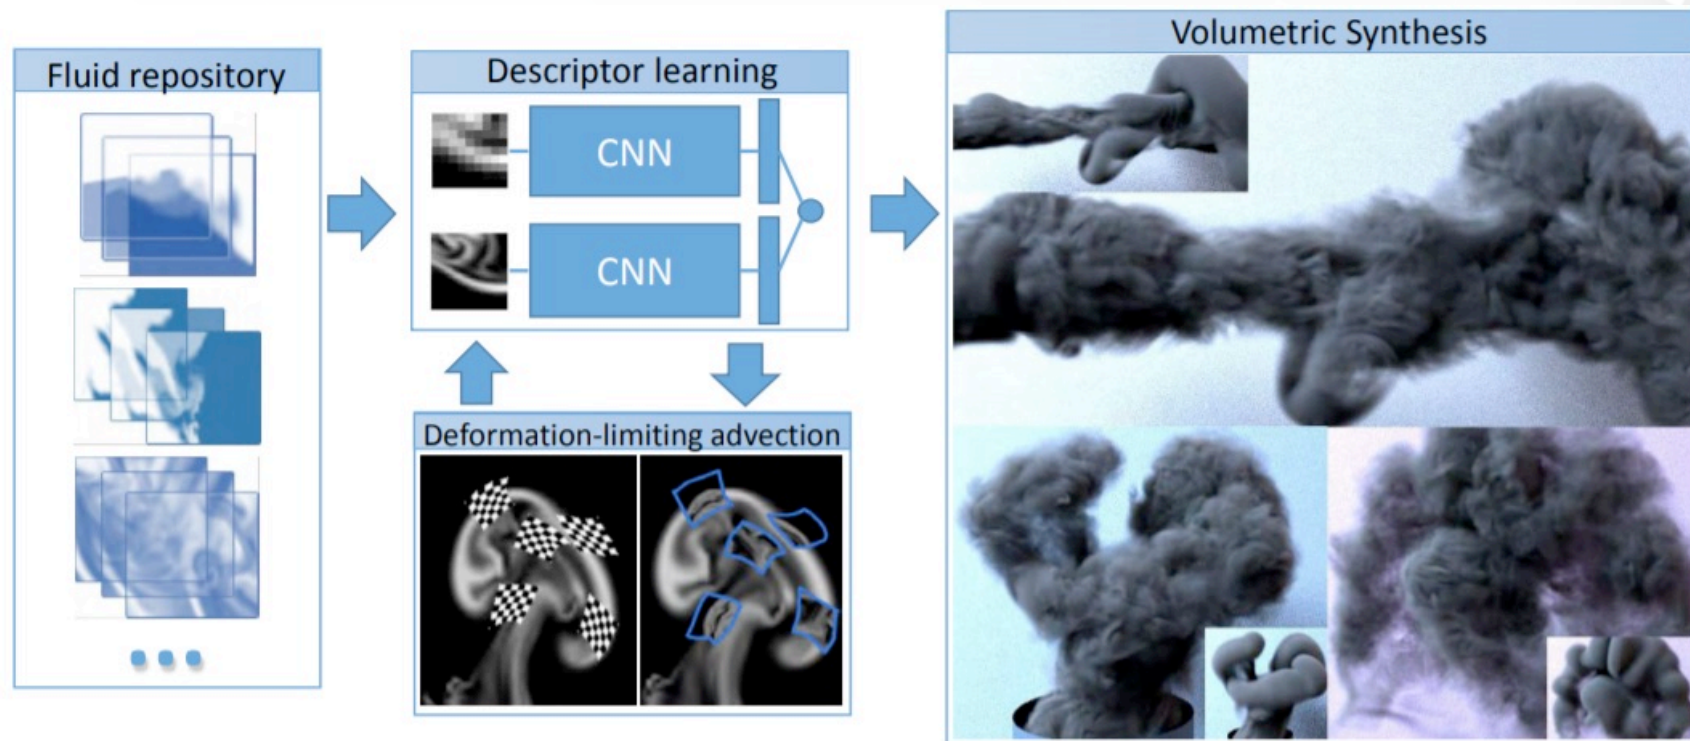 Fluid repository
Descriptor learning
CNN
CNN
Deformation-limiting advection
Volumetric Synthesis